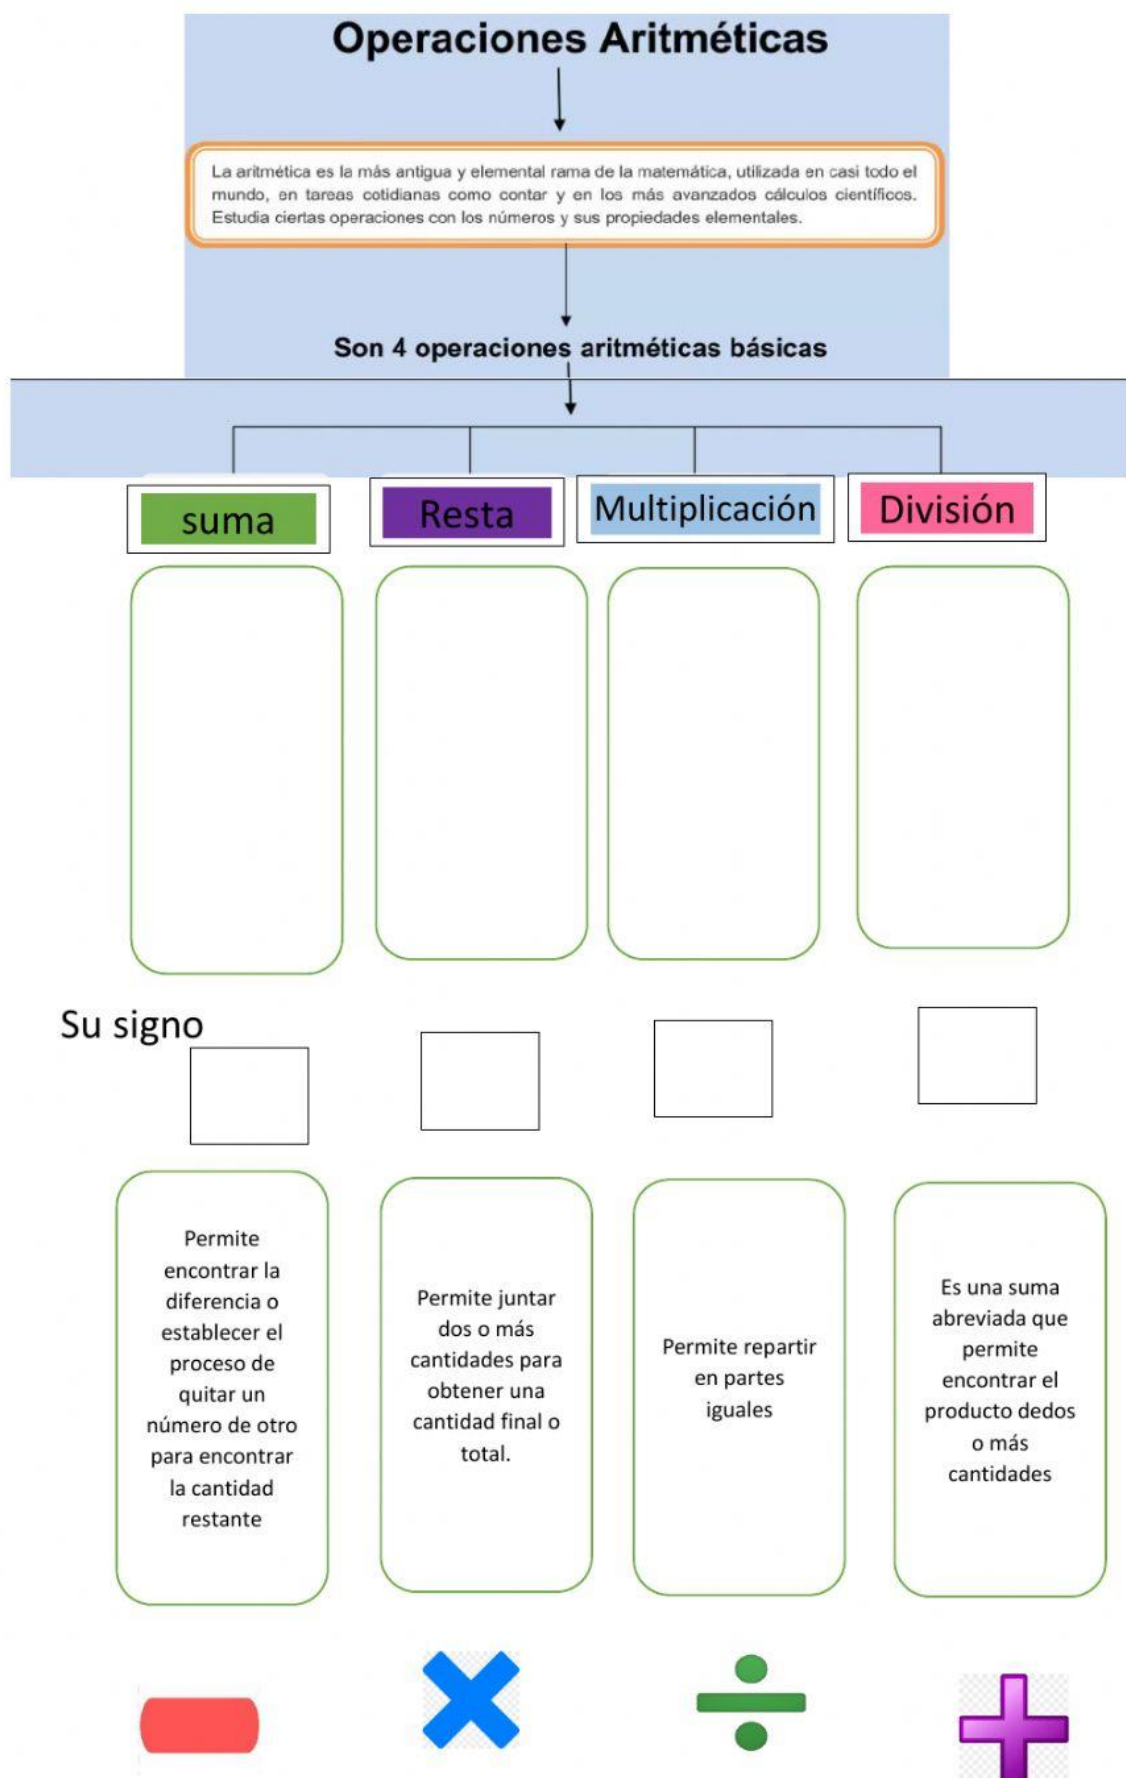 Operaciones Aritméticas
La aritmética es la más antigua y elemental rama de la matemática, utilizada en casi todo el
mundo, en tareas cotidianas como contar y en los más avanzados cálculos científicos.
Estudia ciertas operaciones con los números y sus propiedades elementales.
Son 4 operaciones aritméticas básicas
suma
Resta
Multiplicación
División
Su signo
Permite
encontrar la
diferencia o
establecer el
proceso de
quitar un
número de otro
para encontrar
la cantidad
restante
Permite juntar
dos o más
cantidades para
obtener una
cantidad final o
total.
Permite repartir
en partes
iguales
Es una suma
abreviada que
permite
encontrar el
producto dedos
o más
cantidades